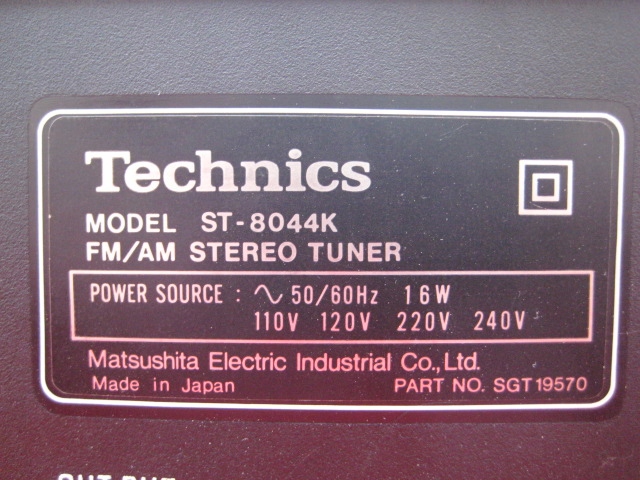 Technics
MODEL ST-8044K
FM/AM STEREO TUNER
POWER SOURCE : ∿ 50/60Hz 16W
110V 120V 220V 240V
Matsushita Electric Industrial Co., Ltd.
Made in Japan PART NO. SGT19570